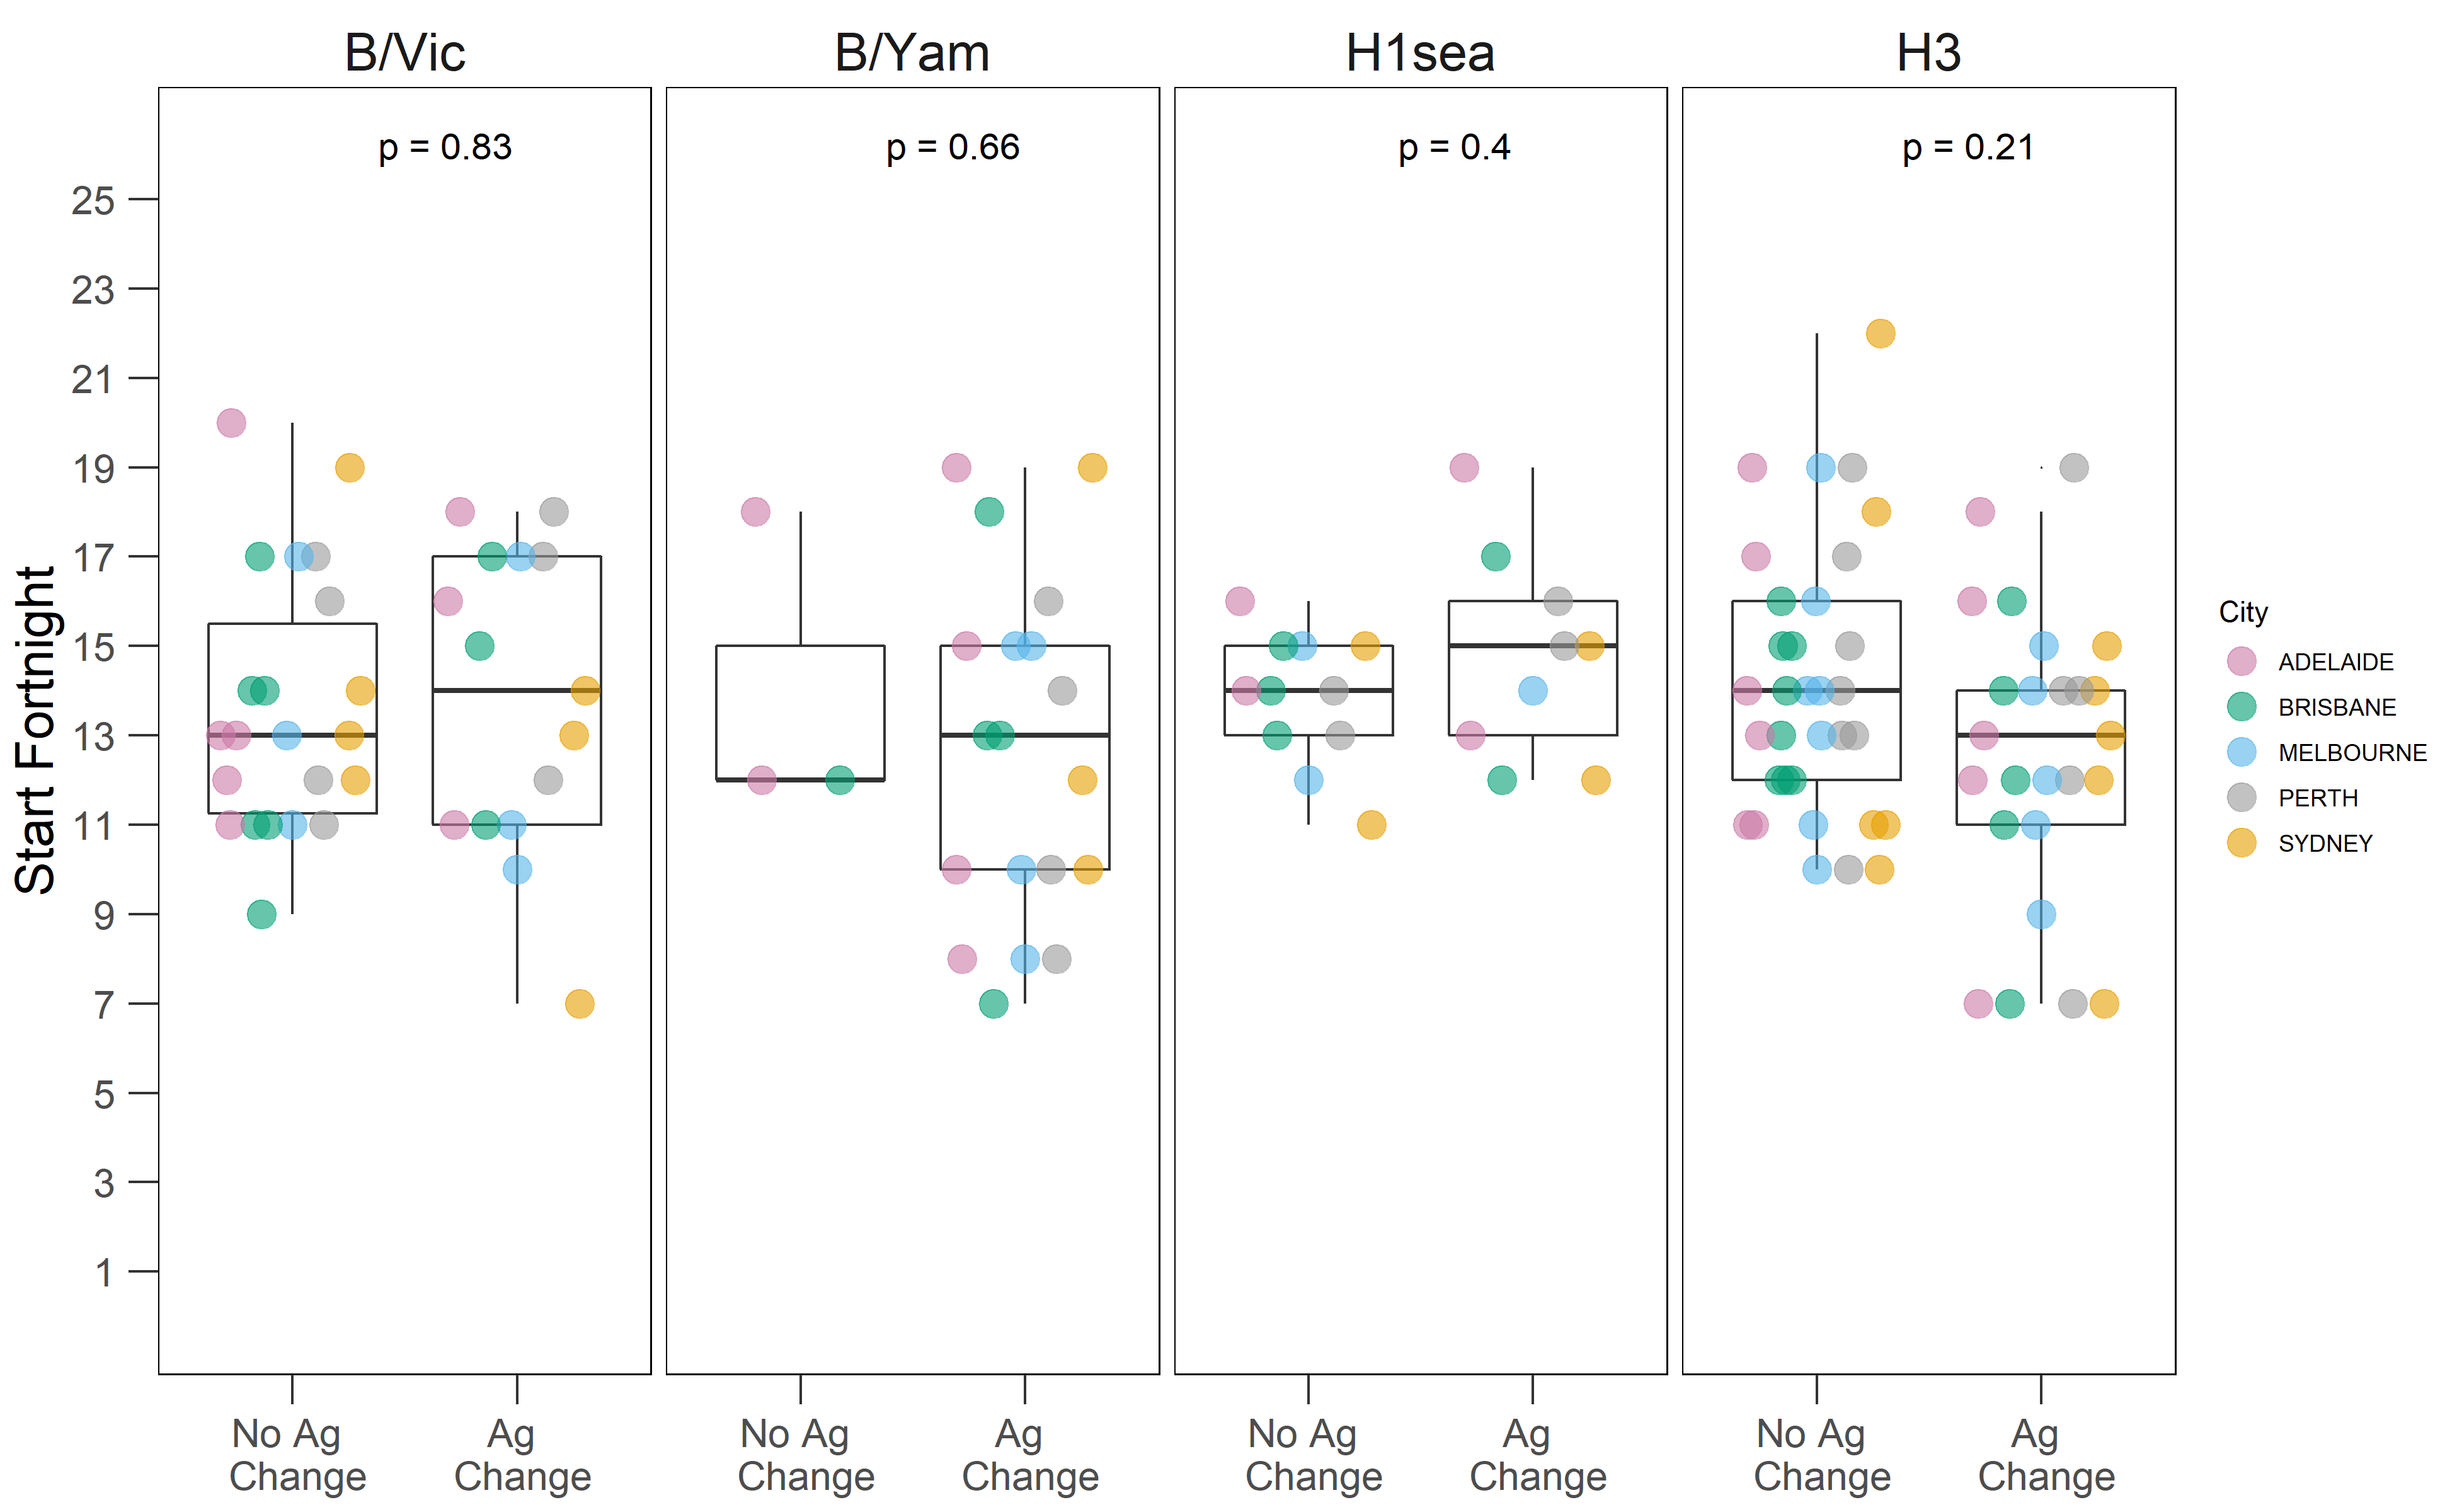 B/Vic
B/Yam
H1sea
H3
p = 0.83
p = 0.66
p = 0.4
p = 0.21
Start Fortnight
25
23
21
19
17
15
13
11
9
7
5
3
1
No Ag
Change
Ag
Change
No Ag
Change
Ag
Change
No Ag
Change
Ag
Change
No Ag
Change
Ag
Change
City
ADELAIDE
BRISBANE
MELBOURNE
PERTH
SYDNEY